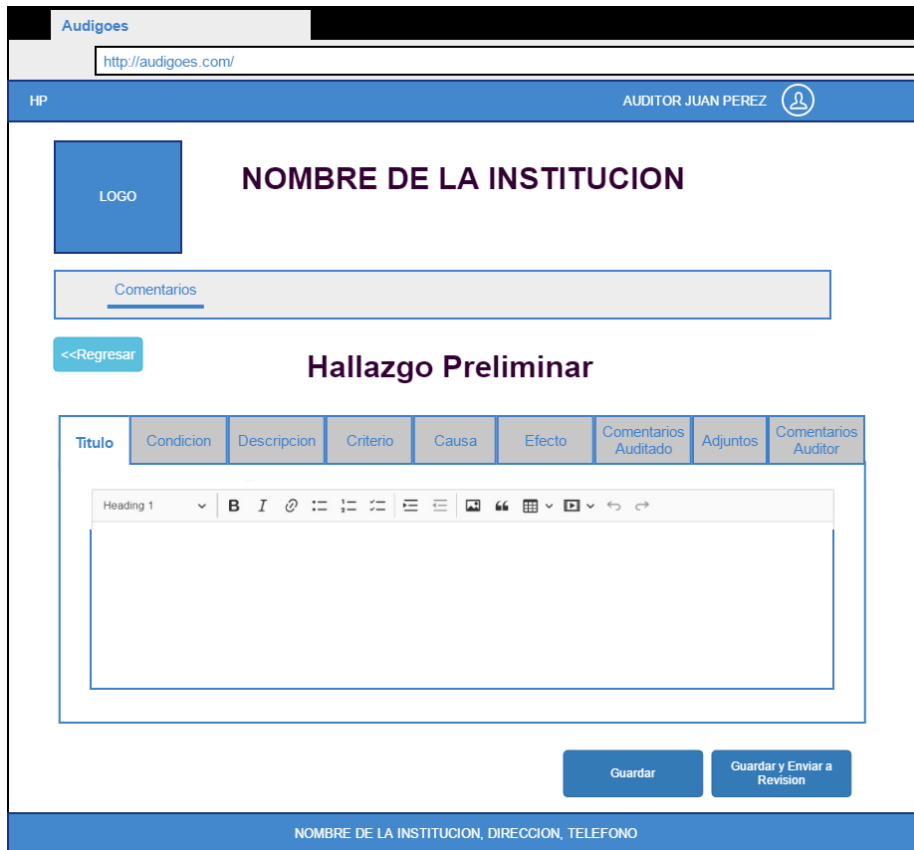 Audigoes
http://audigoes.com/
HP
AUDITOR JUAN PEREZ
LOGO
NOMBRE DE LA INSTITUCION
Comentarios
<<Regresar
Hallazgo Preliminar
Titulo
Condicion
Descripcion
Criterio
Causa
Efecto
Comentarios
Auditado
Adjuntos
Comentarios
Auditor
Heading 1
Guardar
Guardar y Enviar a
Revision
NOMBRE DE LA INSTITUCION, DIRECCION, TELEFONO